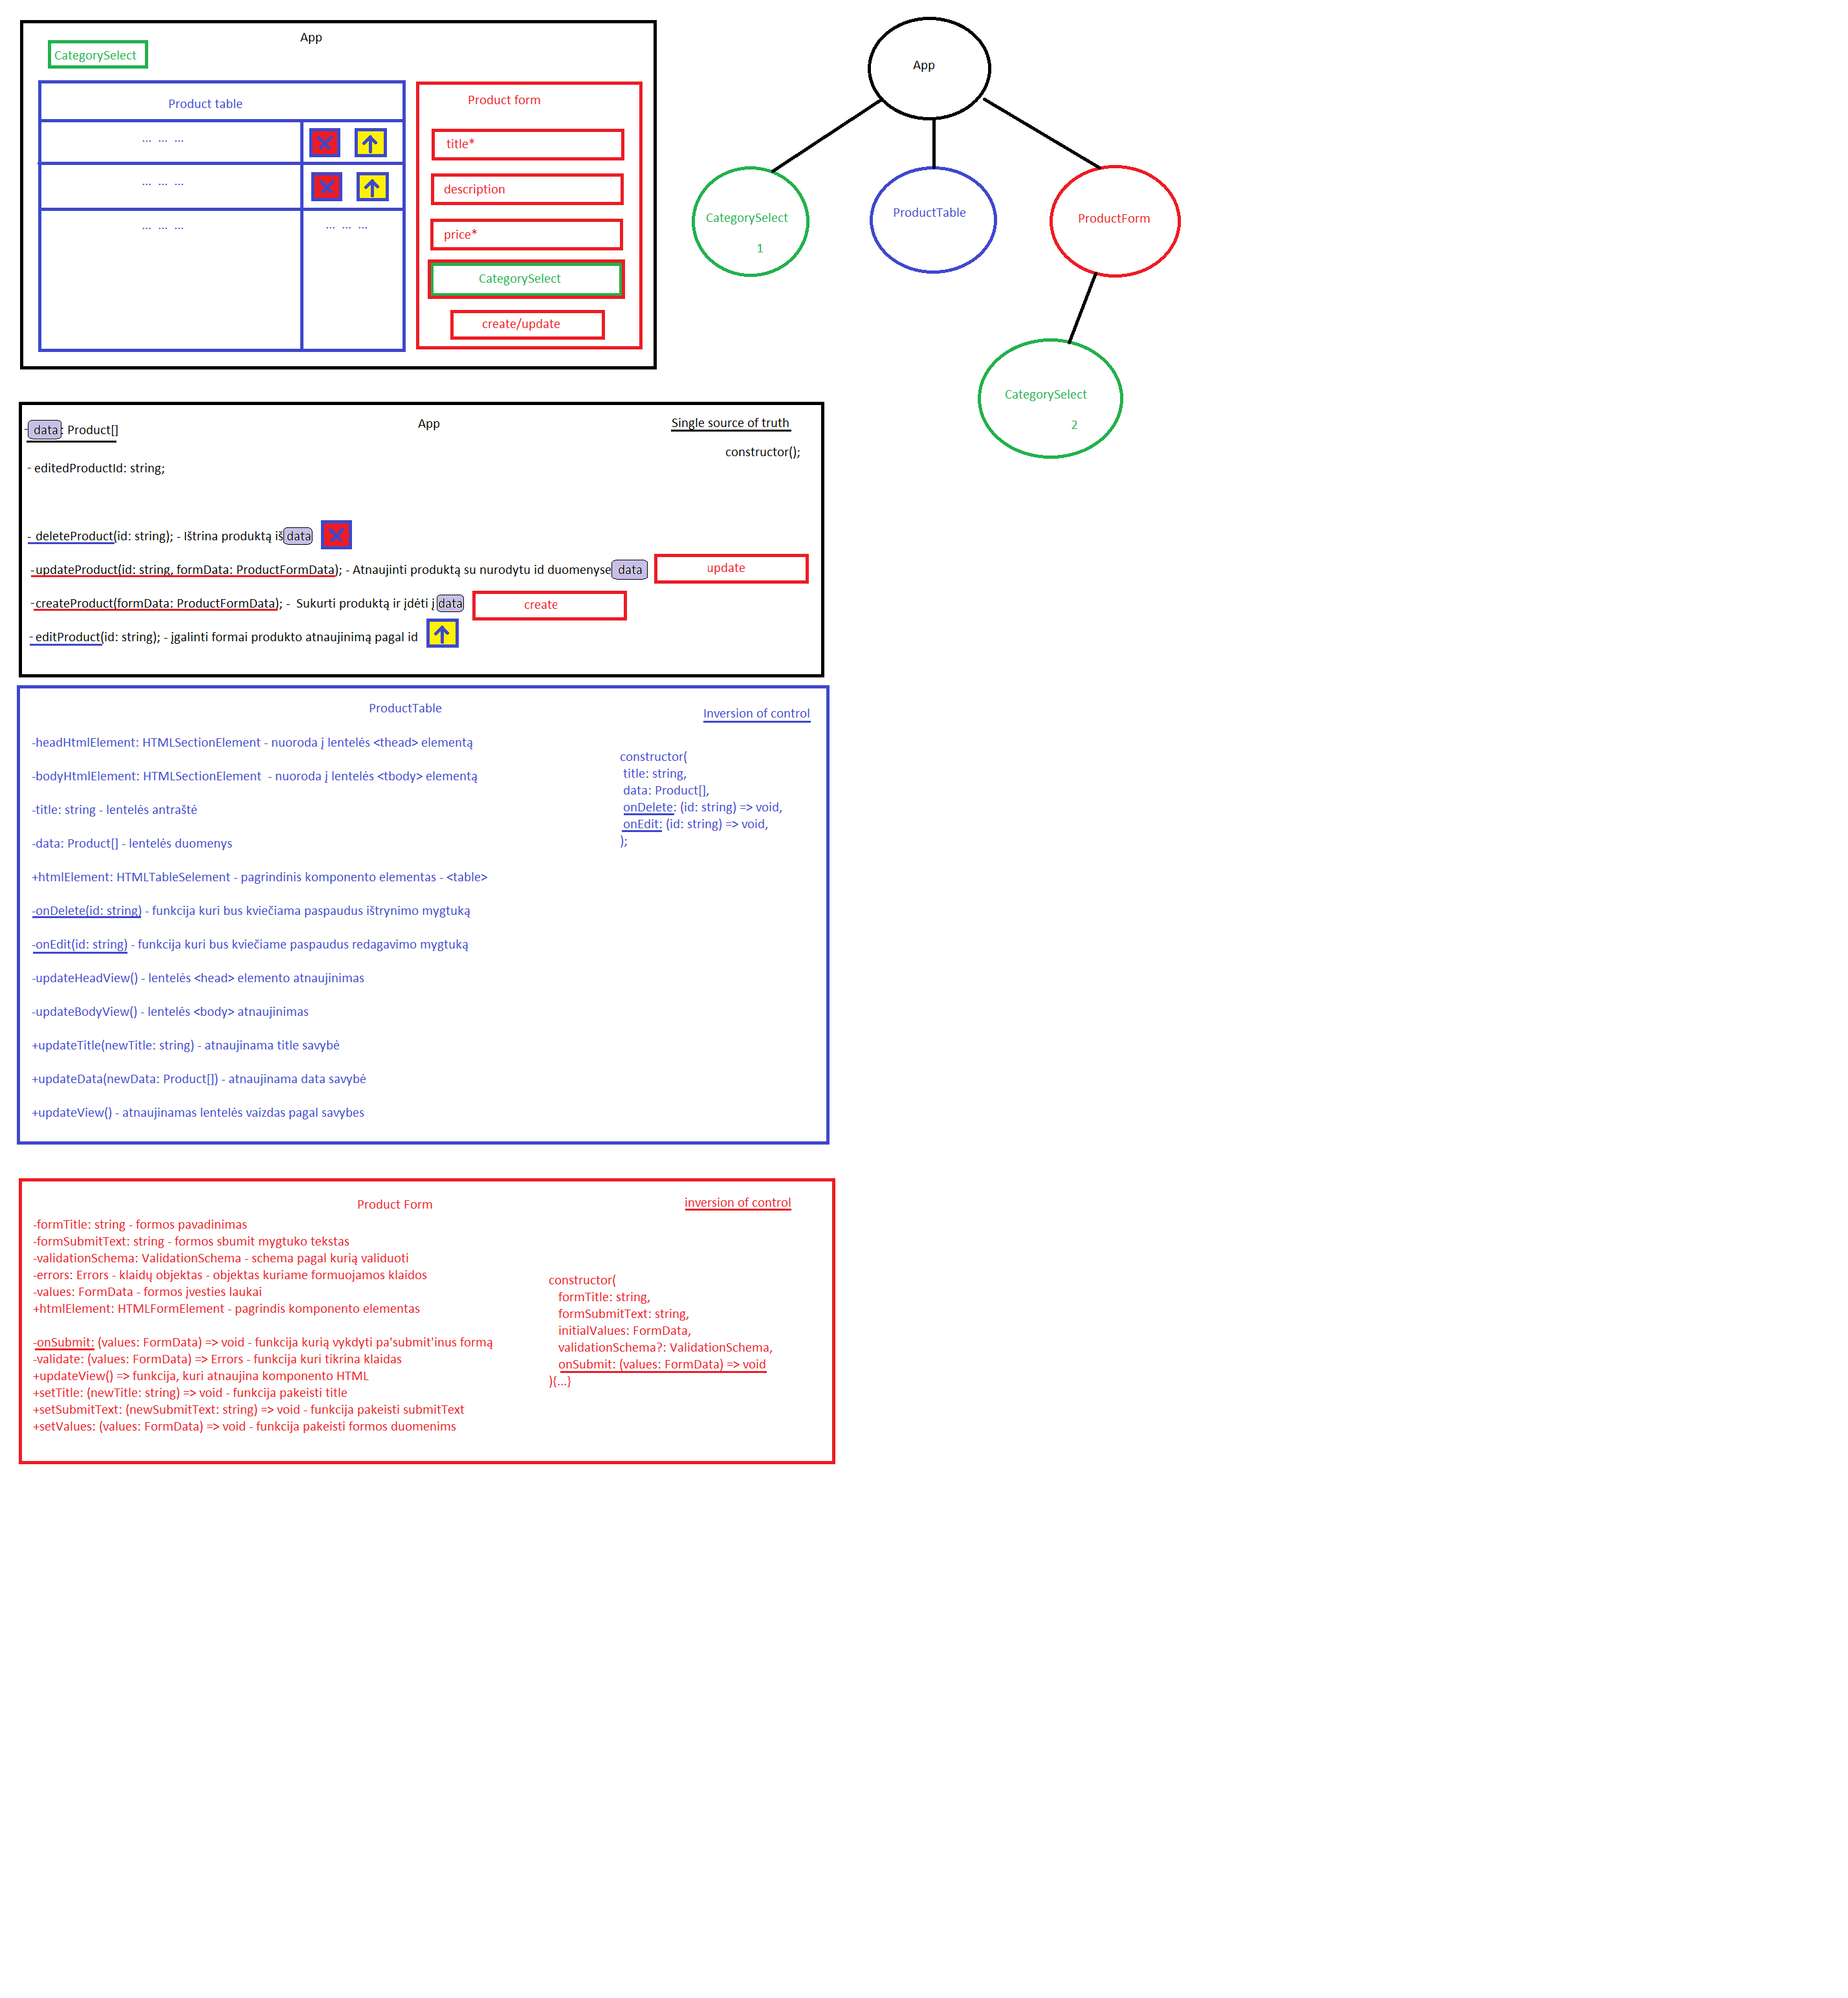 App
CategorySelect
Product table
... ... ...
... ... ...
... ... ...
... ... ...
Product form
title*
description
price*
CategorySelect
create/update
App
CategorySelect
1
ProductTable
ProductForm
CategorySelect
2
App
Single source of truth
constructor();
- data: Product[]
- editedProductId: string;
- deleteProduct(id: string); - Ištrina produktą iš data
-updateProduct(id: string, formData: ProductFormData); - Atnaujinti produktą su nurodytu id duomenyse data
update
-createProduct(formData: ProductFormData); - Sukurti produktą ir įdėti į data
create
- editProduct(id: string); - įgalinti formai produkto atnaujinimą pagal id
ProductTable
Inversion of control
-headHtmlElement: HTMLSectionElement - nuoroda į lentelės <thead> elementą
-bodyHtmlElement: HTMLSectionElement - nuoroda į lentelės <tbody> elementą
-title: string - lentelės antraštė
-data: Product[] - lentelės duomenys
+htmlElement: HTMLTableSelement - pagrindinis komponento elementas - <table>
-onDelete(id: string) - funkcija kuri bus kviečiama paspaudus ištrynimo mygtuką
-onEdit(id: string) - funkcija kuri bus kviečiame paspaudus redagavimo mygtuką
-updateHeadView() - lentelės <head> elemento atnaujinimas
-updateBodyView() - lentelės <body> atnaujinimas
+updateTitle(newTitle: string) - atnaujinama title savybė
+updateData(newData: Product[]) - atnaujinama data savybė
+updateView() - atnaujinamas lentelės vaizdas pagal savybes
constructor(
title: string,
data: Product[],
onDelete: (id: string) => void,
onEdit: (id: string) => void,
);
Product Form
inversion of control
-formTitle: string - formos pavadinimas
-formSubmitText: string - formos sbumit mygtuko tekstas
-validationSchema: ValidationSchema - schema pagal kurią validuoti
-errors: Errors - klaidų objektas - objektas kuriame formuojamos klaidos
-values: FormData - formos įvesties laukai
+htmlElement: HTMLFormElement - pagrindis komponento elementas
-onSubmit: (values: FormData) => void - funkcija kurią vykdyti pa'submit'inus formą
-validate: (values: FormData) => Errors - funkcija kuri tikrina klaidas
+updateView() => funkcija, kuri atnaujina komponento HTML
+setTitle: (newTitle: string) => void - funkcija pakeisti title
+setSubmitText: (newSubmitText: string) => void - funkcija pakeisti submitText
+setValues: (values: FormData) => void - funkcija pakeisti formos duomenims
constructor(
formTitle: string,
formSubmitText: string,
initialValues: FormData,
validationSchema?: ValidationSchema,
onSubmit: (values: FormData) => void
){...}